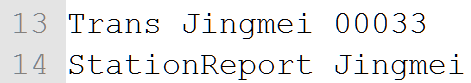 13 Trans Jingmei 00033
14 StationReport Jingmei